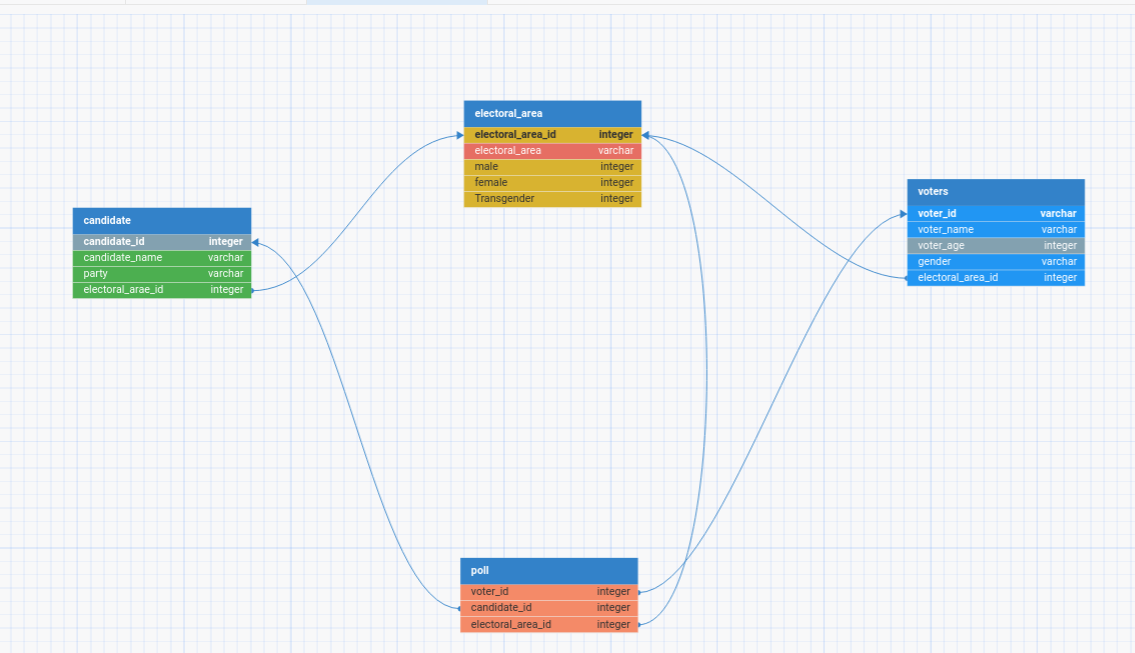 electoral_area
electoral_area_id integer
electoral_area varchar
male integer
female integer
Transgender integer
voters
voter_id varchar
voter_name varchar
voter_age integer
gender varchar
electoral_area_id integer
candidate
candidate_id integer
candidate_name varchar
party varchar
electoral_arae_id integer
poll
voter_id integer
candidate_id integer
electoral_area_id integer